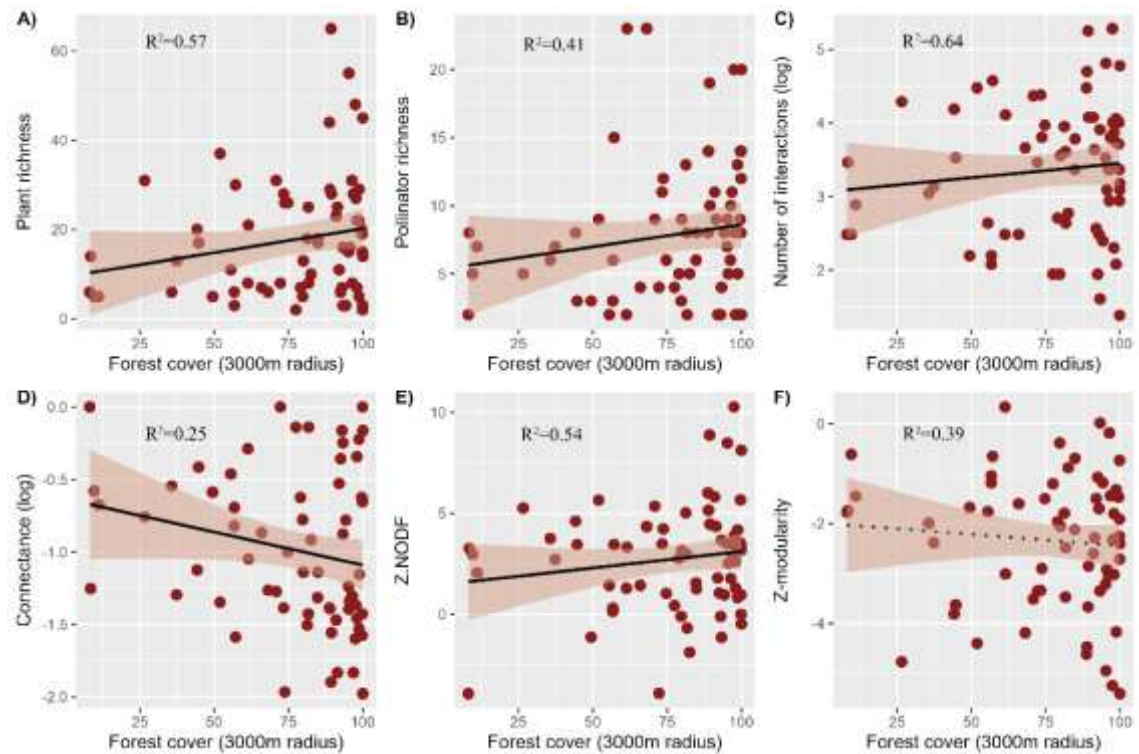 A)
R²=0.57
Plant richness
60
40
20
0
25
50
75
100
Forest cover (3000m radius)
B)
R²=0.41
Pollinator richness
20
15
10
5
25
50
75
100
Forest cover (3000m radius)
C)
R²=0.64
Number of interactions (log)
5
4
3
2
25
50
75
100
Forest cover (3000m radius)
D)
R²=0.25
Connectance (log)
0.0
-0.5
-1.0
-1.5
-2.0
25
50
75
100
Forest cover (3000m radius)
E)
R²=0.54
Z.NODF
10
5
0
25
50
75
100
Forest cover (3000m radius)
F)
R²=0.39
Z-modularity
0
-2
-4
25
50
75
100
Forest cover (3000m radius)